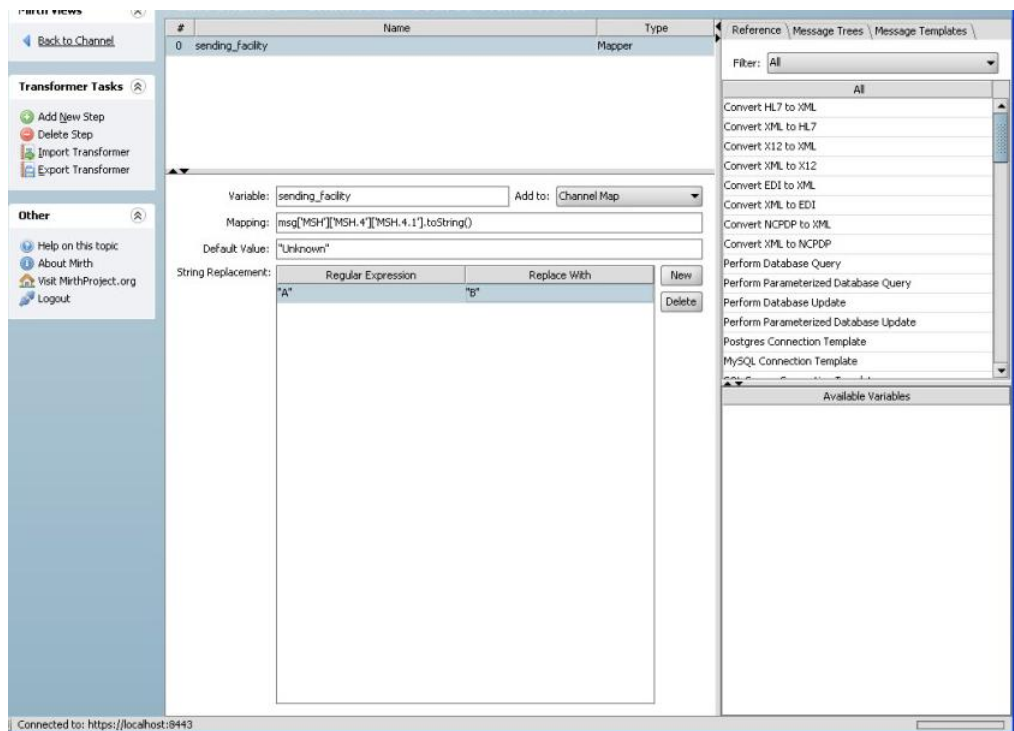 Mirth Views
Back to Channel
Transformer Tasks
Add New Step
Delete Step
Import Transformer
Export Transformer
Other
Help on this topic
About Mirth
Visit MirthProject.org
Logout
# Name Type
0 sending_facility Mapper
Variable: sending_facility Add to: Channel Map
Mapping: msg['MSH']['MSH.4']['MSH.4.1'].toString()
Default Value: "Unknown"
String Replacement: Regular Expression Replace With New
"A" "B" Delete
Reference Message Trees Message Templates
Filter: All
All
Convert HL7 to XML
Convert XML to HL7
Convert X12 to XML
Convert XML to X12
Convert EDI to XML
Convert XML to EDI
Convert NCPDP to XML
Convert XML to NCPDP
Perform Database Query
Perform Parameterized Database Query
Perform Database Update
Perform Parameterized Database Update
Postgres Connection Template
MySQL Connection Template
Available Variables
Connected to: https://localhost:8443